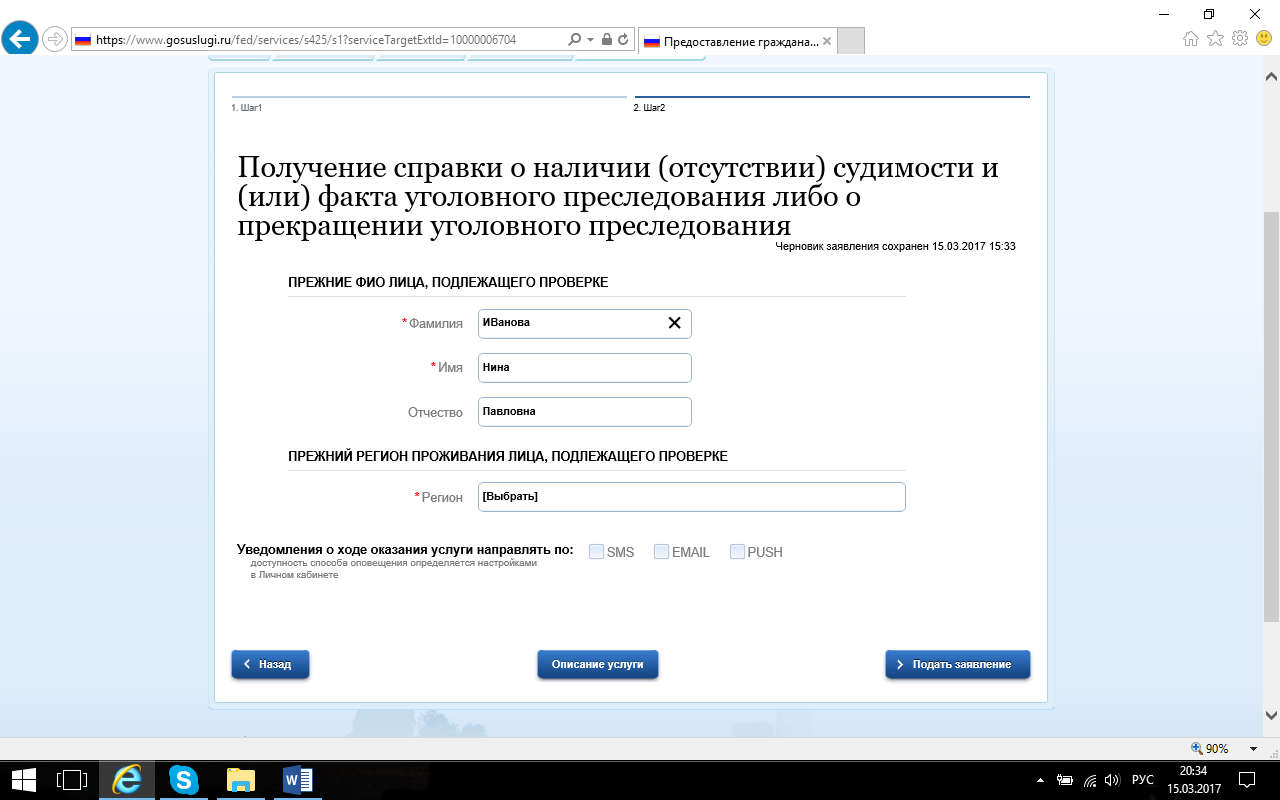 https://www.gosuslugi.ru/fed/services/s425/s1?serviceTargetExtId=10000006704
Предоставление граждана...
1. Шаг1
2. Шаг2
Получение справки о наличии (отсутствии) судимости и
(или) факта уголовного преследования либо о
прекращении уголовного преследования
Черновик заявления сохранен 15.03.2017 15:33
ПРЕЖНИЕ ФИО ЛИЦА, ПОДЛЕЖАЩЕГО ПРОВЕРКЕ
*Фамилия ИВанова
*Имя Нина
Отчество Павловна
ПРЕЖНИЙ РЕГИОН ПРОЖИВАНИЯ ЛИЦА, ПОДЛЕЖАЩЕГО ПРОВЕРКЕ
*Регион [Выбрать]
Уведомления о ходе оказания услуги направлять по: SMS EMAIL PUSH
доступность способа оповещения определяется настройками
в Личном кабинете
Назад
Описание услуги
Подать заявление
90%
РУС
20:34
15.03.2017